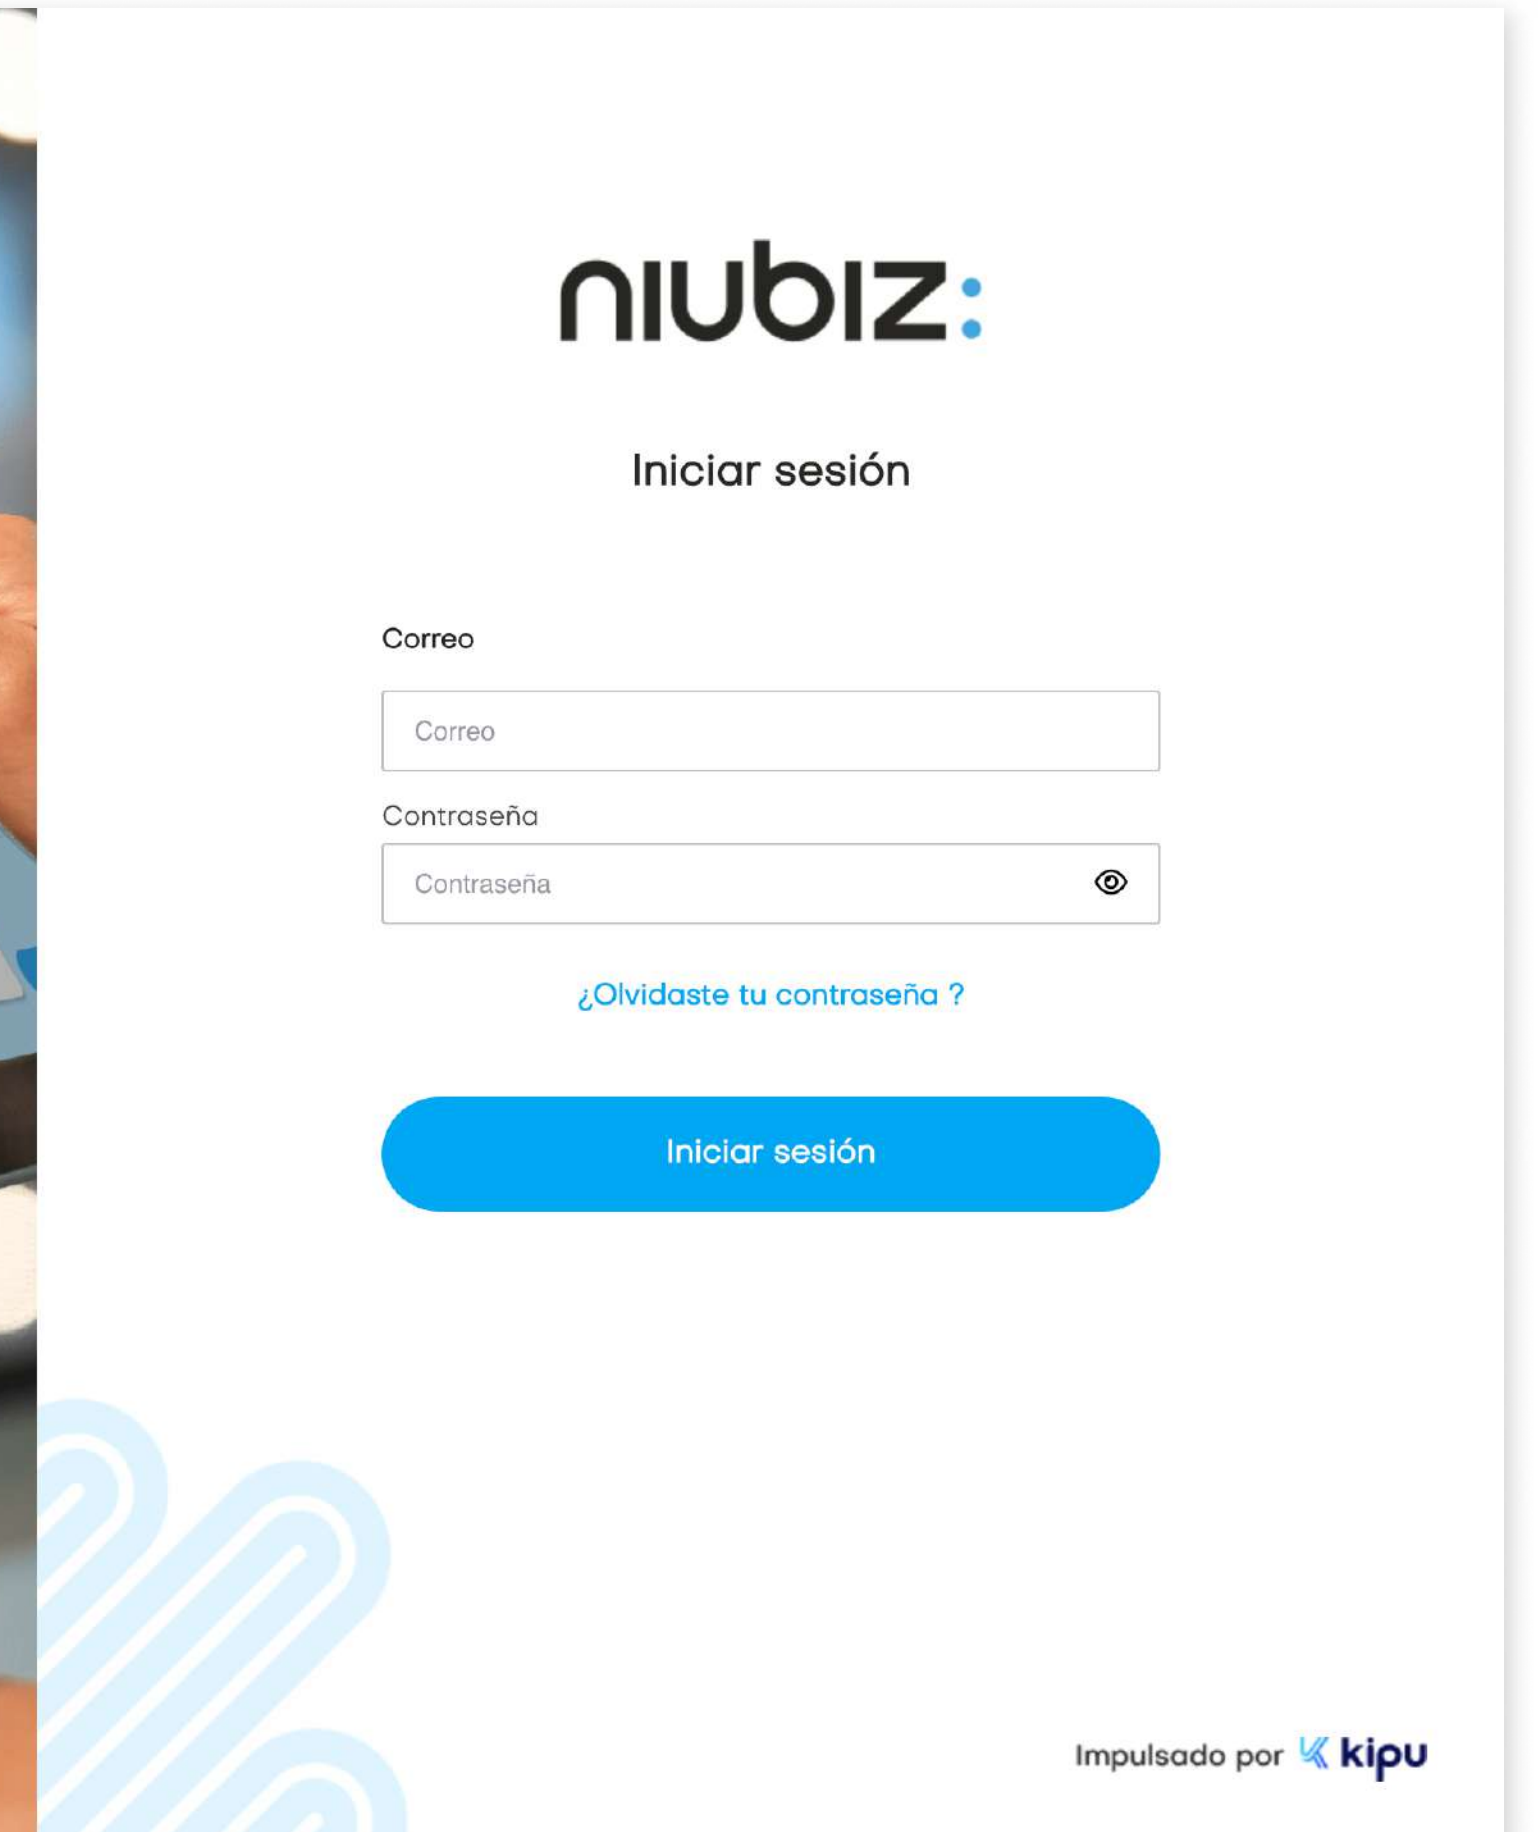 niubiz:
Iniciar sesión
Correo
Correo
Contraseña
Contraseña
¿Olvidaste tu contraseña ?
Iniciar sesión
Impulsado por kipu